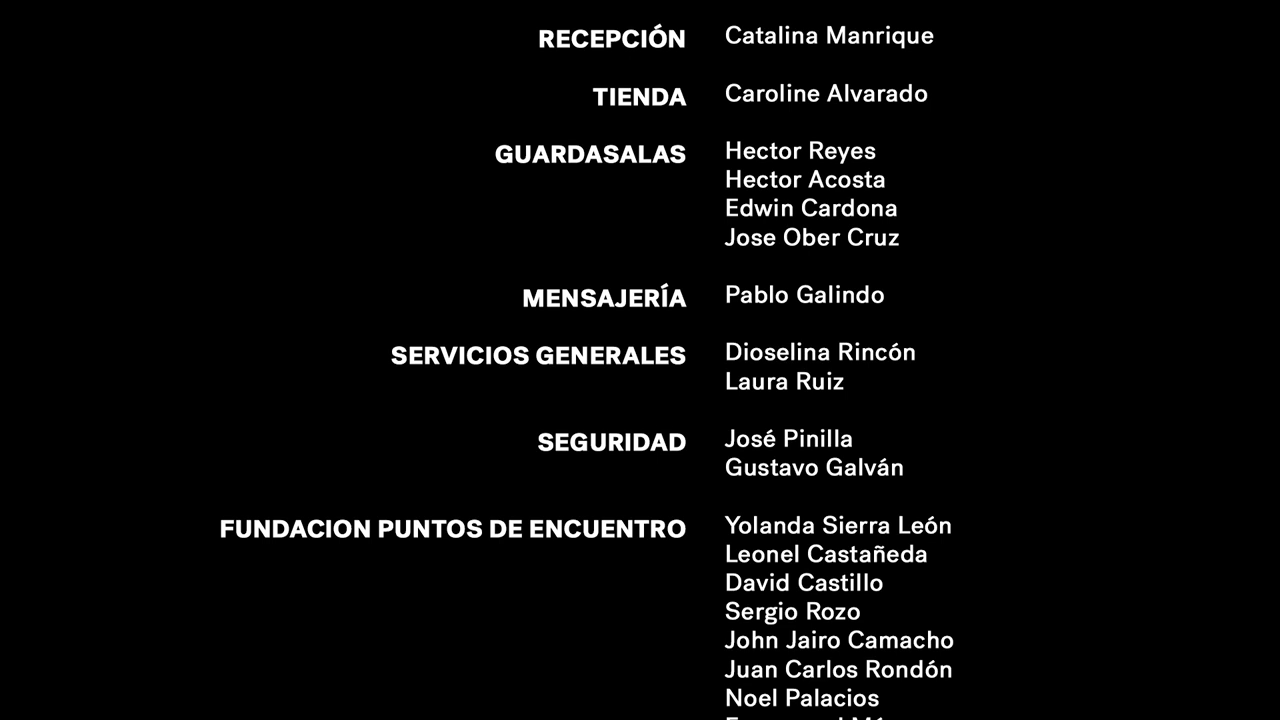 RECEPCIÓN Catalina Manrique
TIENDA Caroline Alvarado
GUARDASALAS Hector Reyes
Hector Acosta
Edwin Cardona
Jose Ober Cruz
MENSAJERÍA Pablo Galindo
SERVICIOS GENERALES Dioselina Rincón
Laura Ruiz
SEGURIDAD José Pinilla
Gustavo Galván
FUNDACION PUNTOS DE ENCUENTRO Yolanda Sierra León
Leonel Castañeda
David Castillo
Sergio Rozo
John Jairo Camacho
Juan Carlos Rondón
Noel Palacios